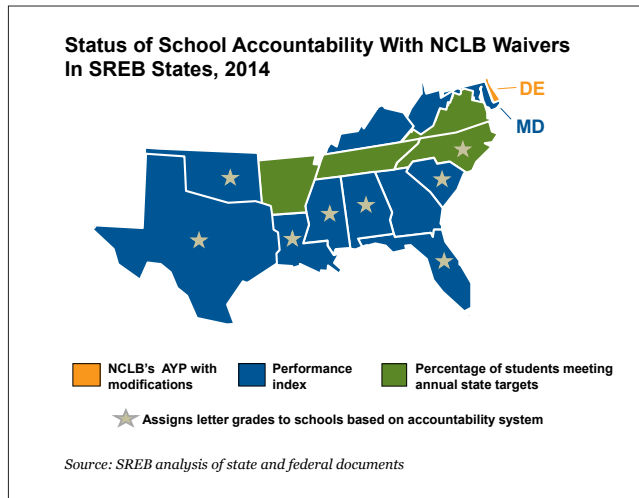 Status of School Accountability With NCLB Waivers
In SREB States, 2014
DE
MD
NCLB's AYP with
modifications
Performance
index
Percentage of students meeting
annual state targets
Assigns letter grades to schools based on accountability system
Source: SREB analysis of state and federal documents